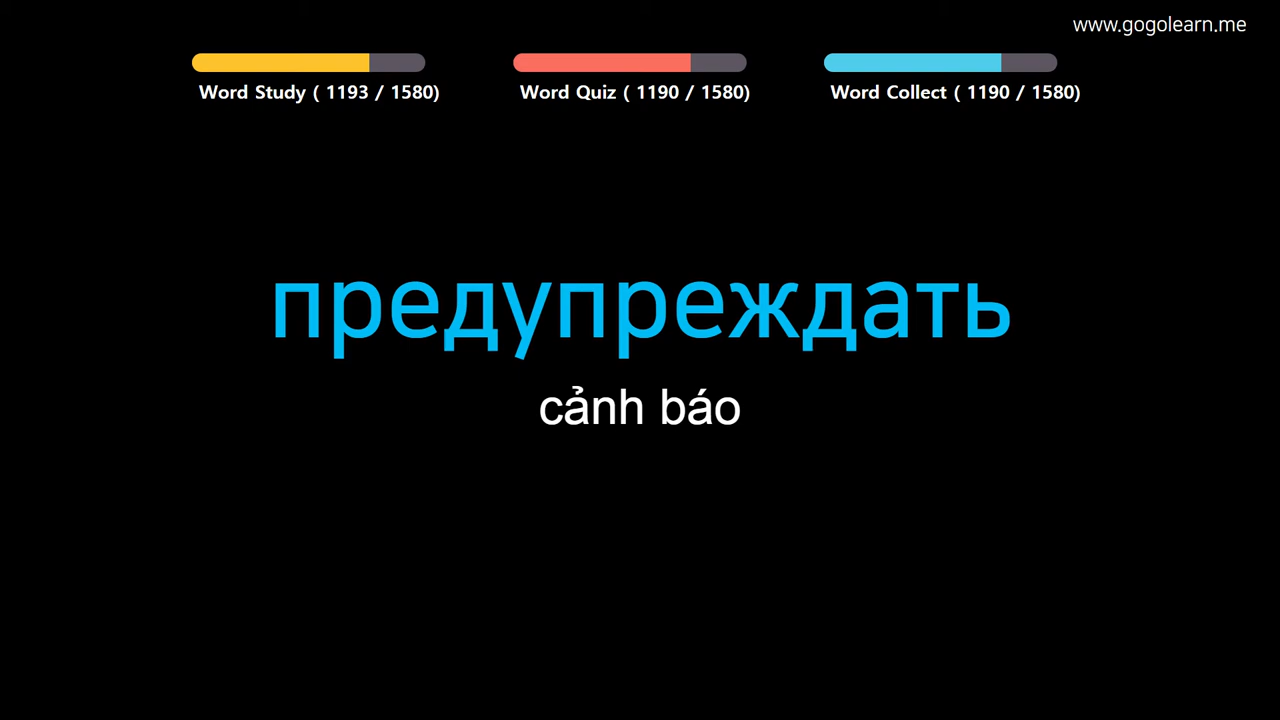 www.gogolearn.me
Word Study ( 1193 / 1580)
Word Quiz ( 1190 / 1580)
Word Collect ( 1190 / 1580)
предупреждать
cảnh báo